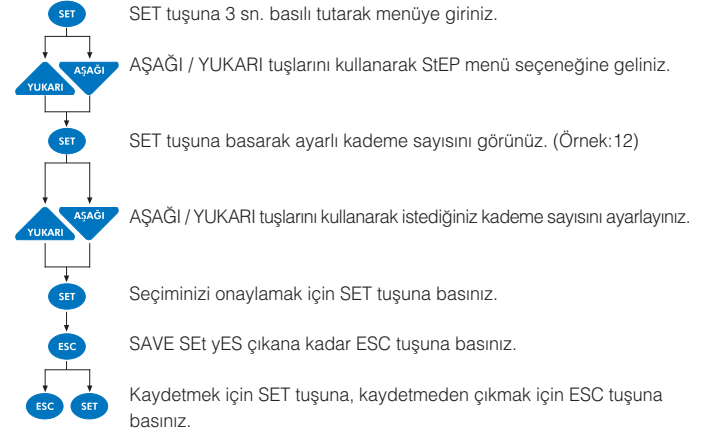 SET
SET tuşuna 3 sn. basılı tutarak menüye giriniz.
YUKARI
AŞAĞI
AŞAĞI / YUKARI tuşlarını kullanarak StEP menü seçeneğine geliniz.
SET
SET tuşuna basarak ayarlı kademe sayısını görünüz. (Örnek:12)
YUKARI
AŞAĞI
AŞAĞI / YUKARI tuşlarını kullanarak istediğiniz kademe sayısını ayarlayınız.
SET
Seçiminizi onaylamak için SET tuşuna basınız.
ESC
SAVE SEt yES çıkana kadar ESC tuşuna basınız.
ESC
SET
Kaydetmek için SET tuşuna, kaydetmeden çıkmak için ESC tuşuna
basınız.